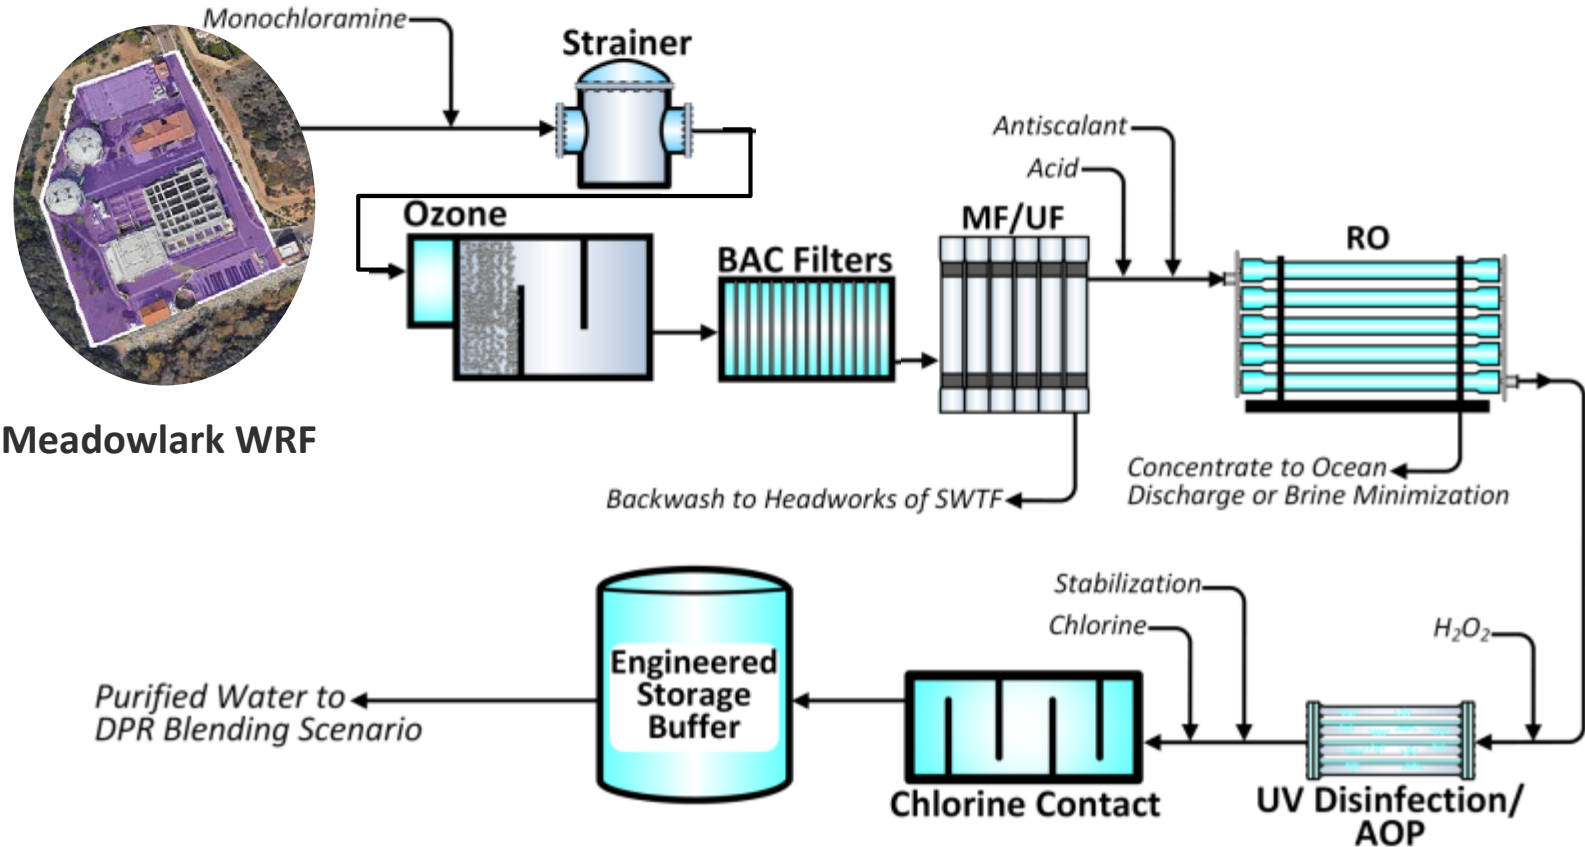 Monochloramine
Strainer
Antiscalant
Acid
Ozone
MF/UF
RO
BAC Filters
Meadowlark WRF
Concentrate to Ocean
Discharge or Brine Minimization
Backwash to Headworks of SWTF
Stabilization
Chlorine
H₂O₂
Engineered
Storage
Buffer
Purified Water to
DPR Blending Scenario
Chlorine Contact
UV Disinfection/
AOP